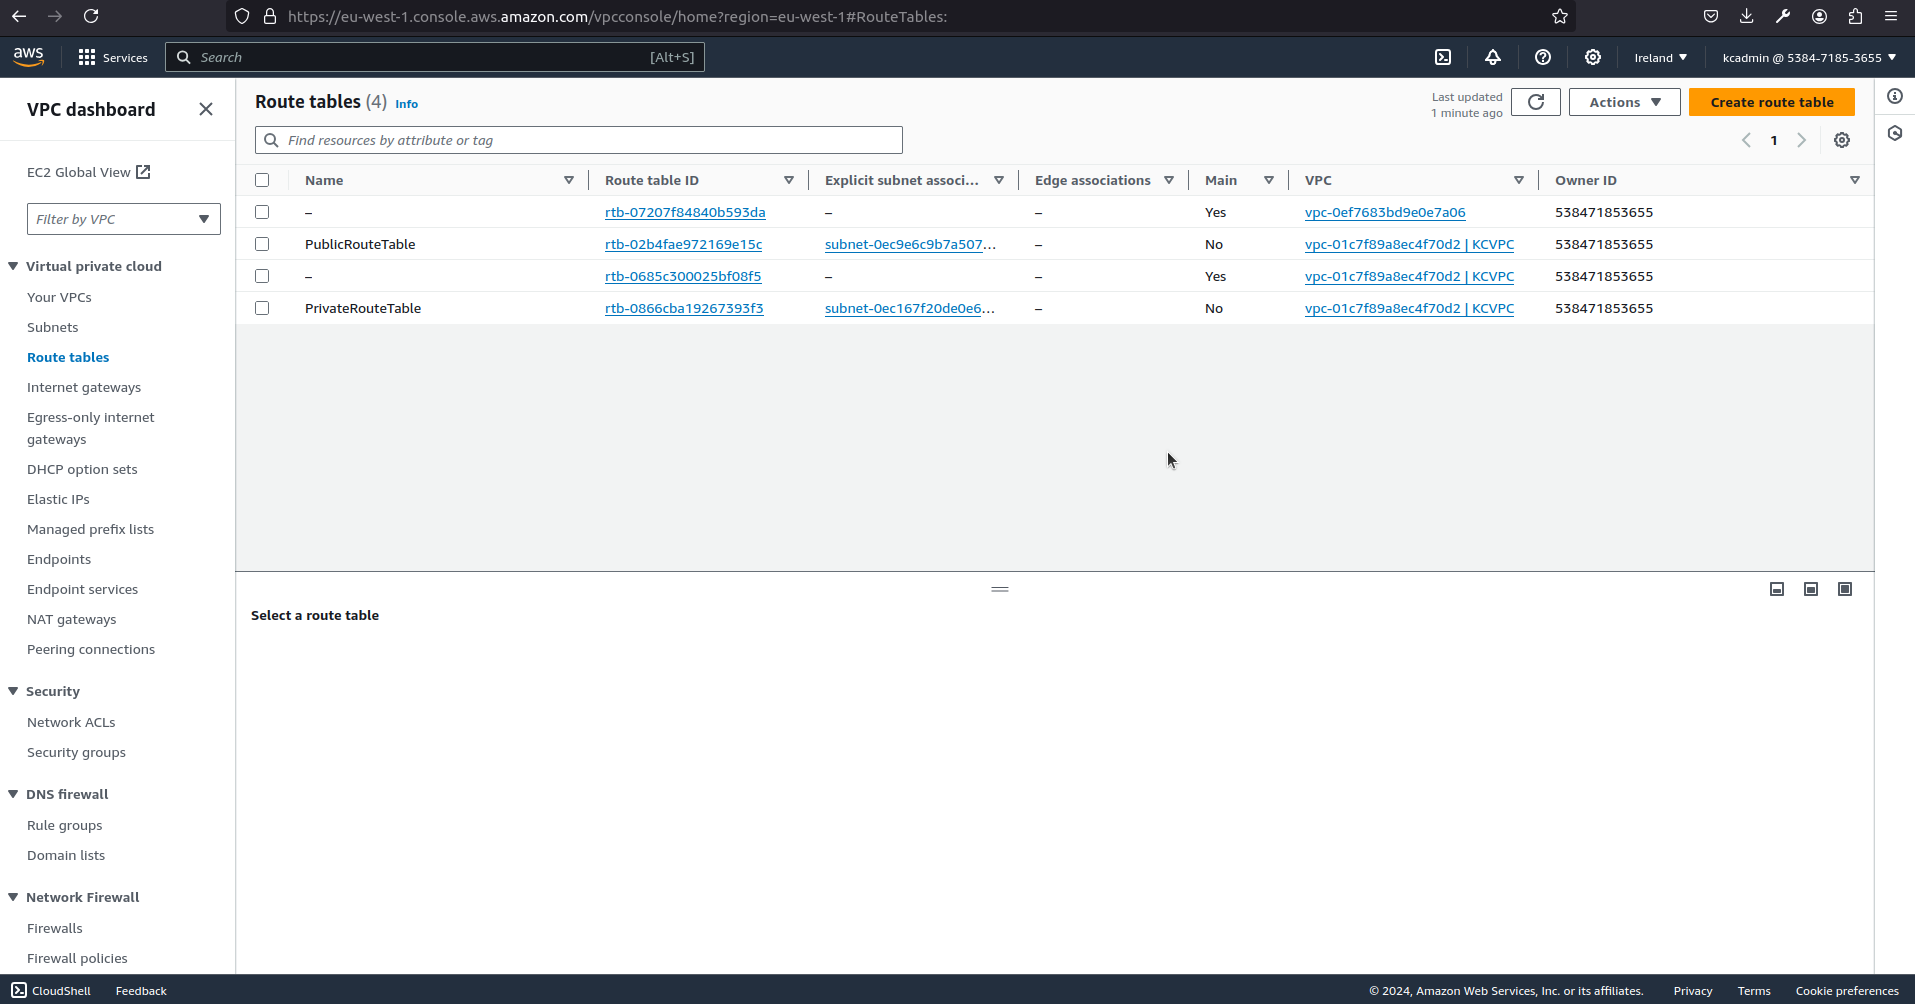 https://eu-west-1.console.aws.amazon.com/vpcconsole/home?region=eu-west-1#RouteTables:
aws Services Search [Alt+S] Ireland kcadmin @ 5384-7185-3655
VPC dashboard
EC2 Global View
Filter by VPC
Virtual private cloud
Your VPCs
Subnets
Route tables
Internet gateways
Egress-only internet
gateways
DHCP option sets
Elastic IPs
Managed prefix lists
Endpoints
Endpoint services
NAT gateways
Peering connections
Security
Network ACLs
Security groups
DNS firewall
Rule groups
Domain lists
Network Firewall
Firewalls
Firewall policies
Route tables (4) Info
Last updated
1 minute ago
Actions
Create route table
Find resources by attribute or tag
1
Name Route table ID Explicit subnet associ... Edge associations Main VPC Owner ID
– rtb-07207f84840b593da – – Yes vpc-0ef7683bd9e0e7a06 538471853655
PublicRouteTable rtb-02b4fae972169e15c subnet-0ec9e6c9b7a507... – No vpc-01c7f89a8ec4f70d2 | KCVPC 538471853655
– rtb-0685c300025bf08f5 – – Yes vpc-01c7f89a8ec4f70d2 | KCVPC 538471853655
PrivateRouteTable rtb-0866cba19267393f3 subnet-0ec167f20de0e6... – No vpc-01c7f89a8ec4f70d2 | KCVPC 538471853655
Select a route table
CloudShell Feedback © 2024, Amazon Web Services, Inc. or its affiliates. Privacy Terms Cookie preferences